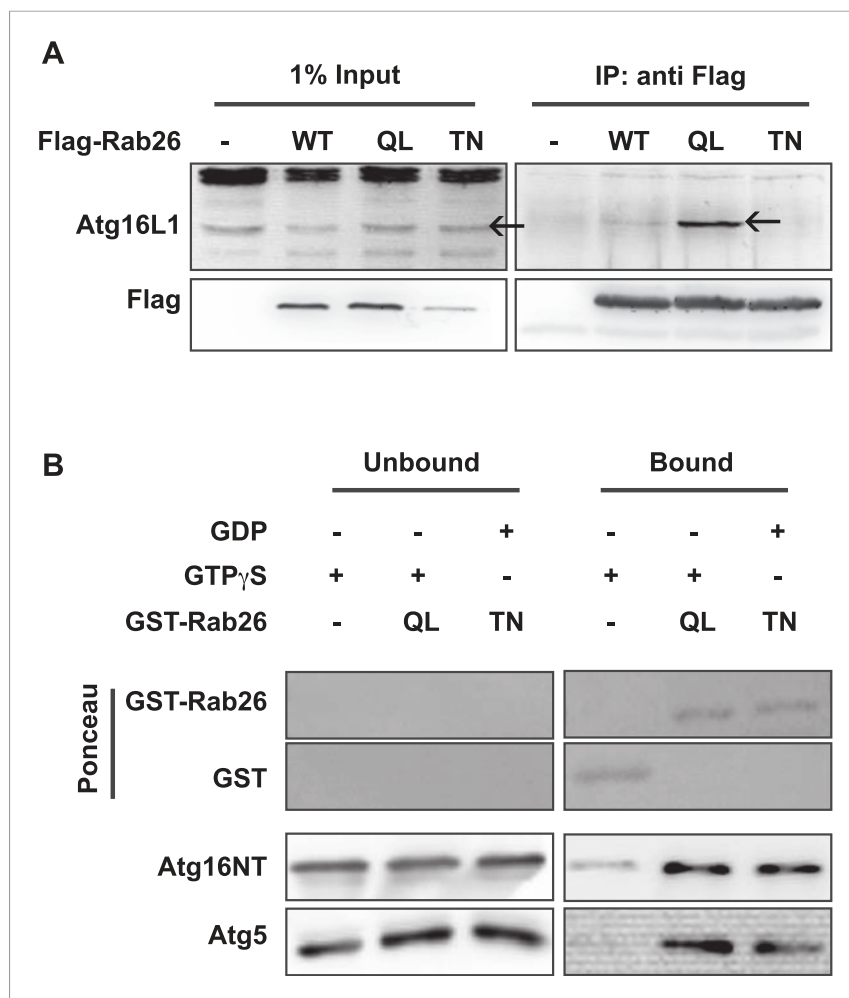 A
1% Input IP: anti Flag
Flag-Rab26 - WT QL TN - WT QL TN
Atg16L1
Flag
B
Unbound Bound
GDP - - + - - +
GTPγS + + - + + -
GST-Rab26 - QL TN - QL TN
Ponceau
GST-Rab26
GST
Atg16NT
Atg5